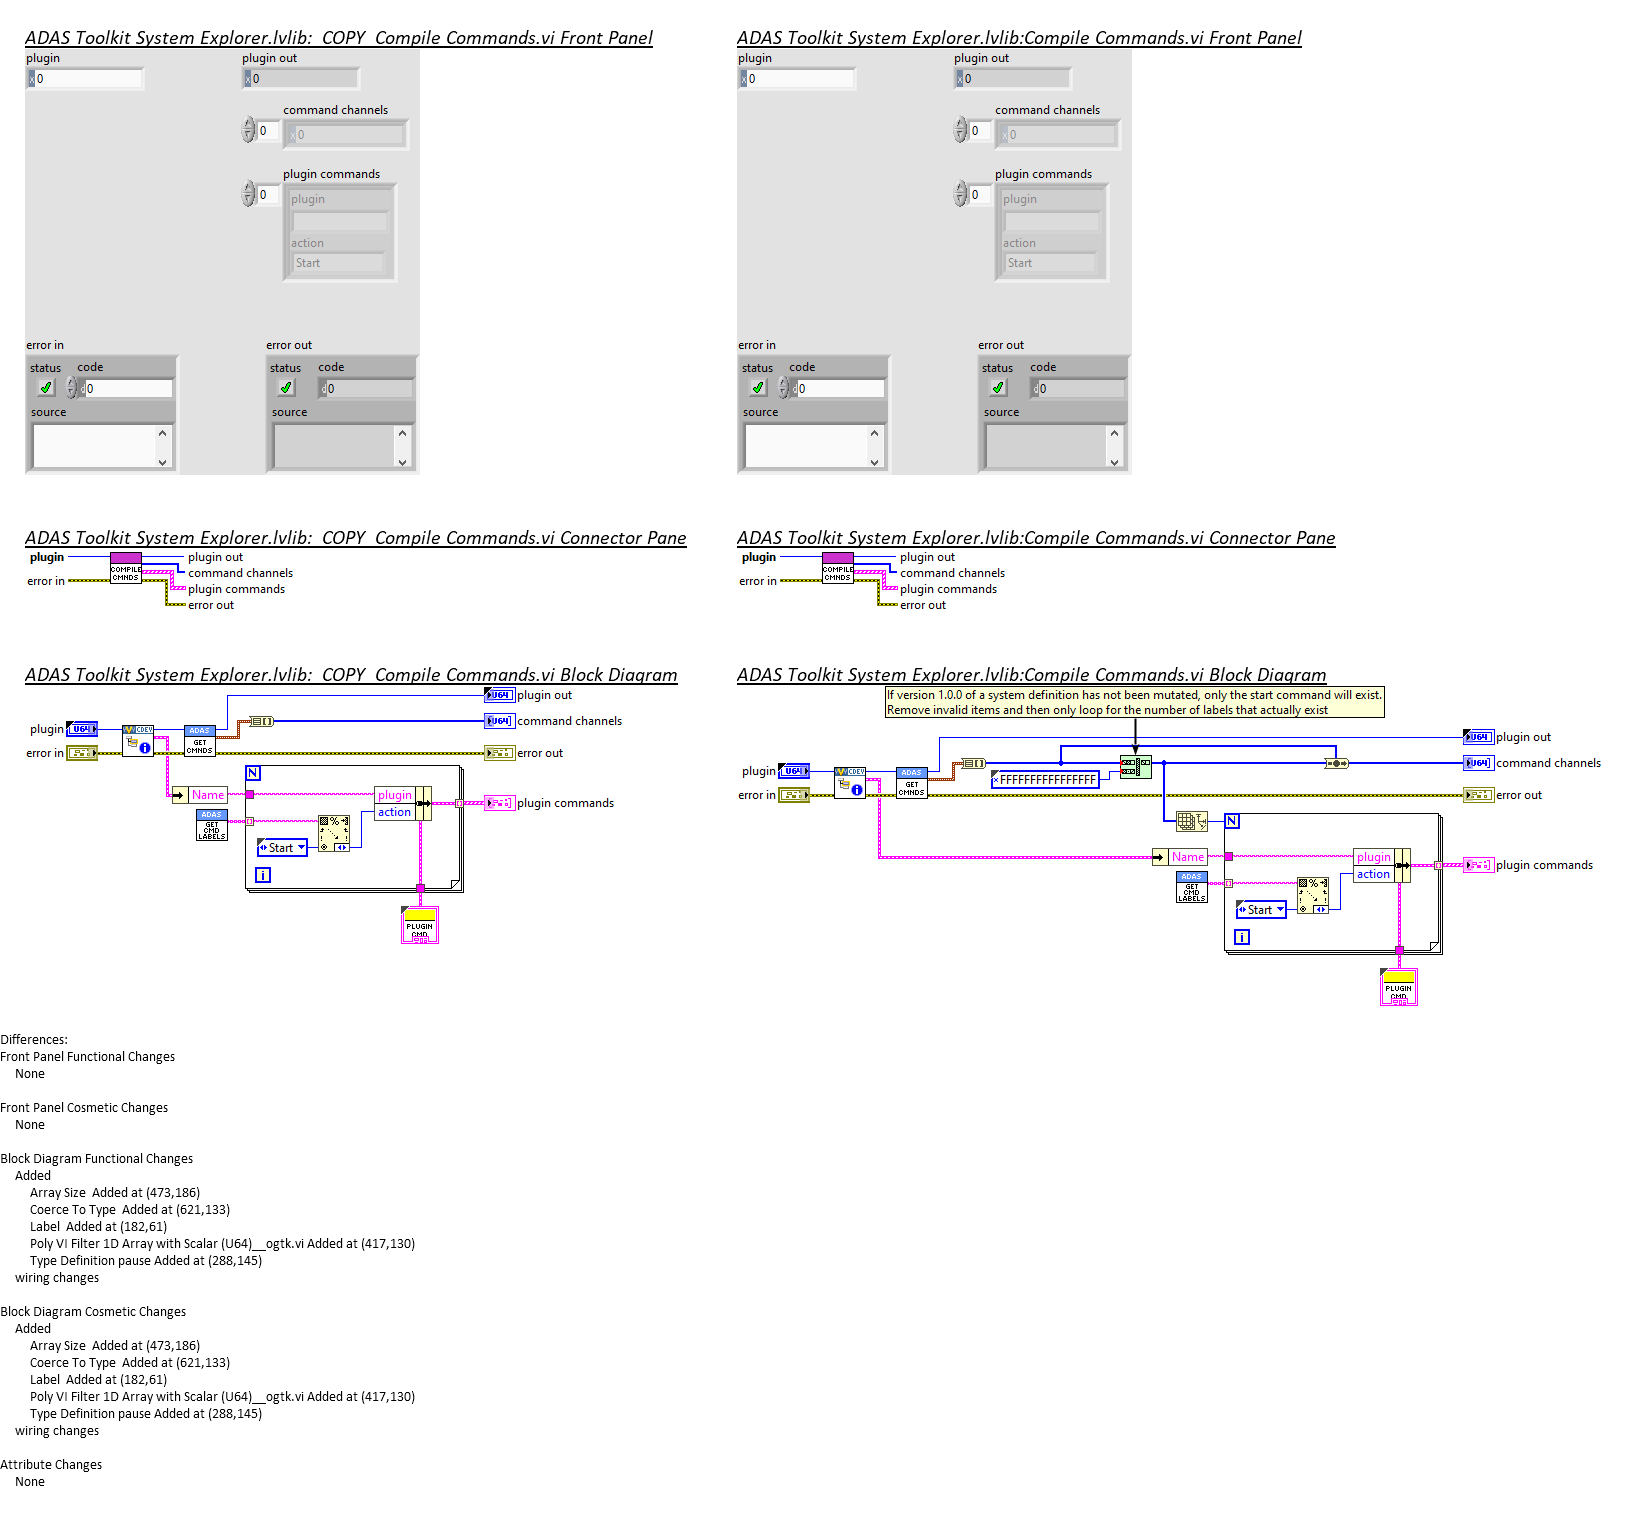 ADAS Toolkit System Explorer.lvlib:  COPY  Compile Commands.vi Front Panel
plugin
plugin out
x 0
x 0
command channels
0
x 0
plugin commands
0
plugin
action
Start
error in
error out
status
code
status
code
d 0
d 0
source
source
ADAS Toolkit System Explorer.lvlib:Compile Commands.vi Front Panel
plugin
plugin out
x 0
x 0
command channels
0
x 0
plugin commands
0
plugin
action
Start
error in
error out
status
code
status
code
d 0
d 0
source
source
ADAS Toolkit System Explorer.lvlib:  COPY  Compile Commands.vi Connector Pane
plugin
error in
COMPILE
CMNDS
plugin out
command channels
plugin commands
error out
ADAS Toolkit System Explorer.lvlib:Compile Commands.vi Connector Pane
plugin
error in
COMPILE
CMNDS
plugin out
command channels
plugin commands
error out
ADAS Toolkit System Explorer.lvlib:  COPY  Compile Commands.vi Block Diagram
U64
plugin out
U64
command channels
plugin
U64
CDEV
i
ADAS
GET
CMNDS
error in
error out
N
Name
plugin
action
plugin commands
ADAS
GET
CMD
LABELS
Start
i
PLUGIN
CMD
ADAS Toolkit System Explorer.lvlib:Compile Commands.vi Block Diagram
If version 1.0.0 of a system definition has not been mutated, only the start command will exist.
Remove invalid items and then only loop for the number of labels that actually exist
U64
plugin out
U64
command channels
plugin
U64
CDEV
i
ADAS
GET
CMNDS
x FFFFFFFFFFFFFFFF
error in
error out
N
Name
plugin
action
plugin commands
ADAS
GET
CMD
LABELS
Start
i
PLUGIN
CMD
Differences:
Front Panel Functional Changes
None
Front Panel Cosmetic Changes
None
Block Diagram Functional Changes
Added
Array Size  Added at (473,186)
Coerce To Type  Added at (621,133)
Label  Added at (182,61)
Poly VI Filter 1D Array with Scalar (U64)__ogtk.vi Added at (417,130)
Type Definition pause Added at (288,145)
wiring changes
Block Diagram Cosmetic Changes
Added
Array Size  Added at (473,186)
Coerce To Type  Added at (621,133)
Label  Added at (182,61)
Poly VI Filter 1D Array with Scalar (U64)__ogtk.vi Added at (417,130)
Type Definition pause Added at (288,145)
wiring changes
Attribute Changes
None